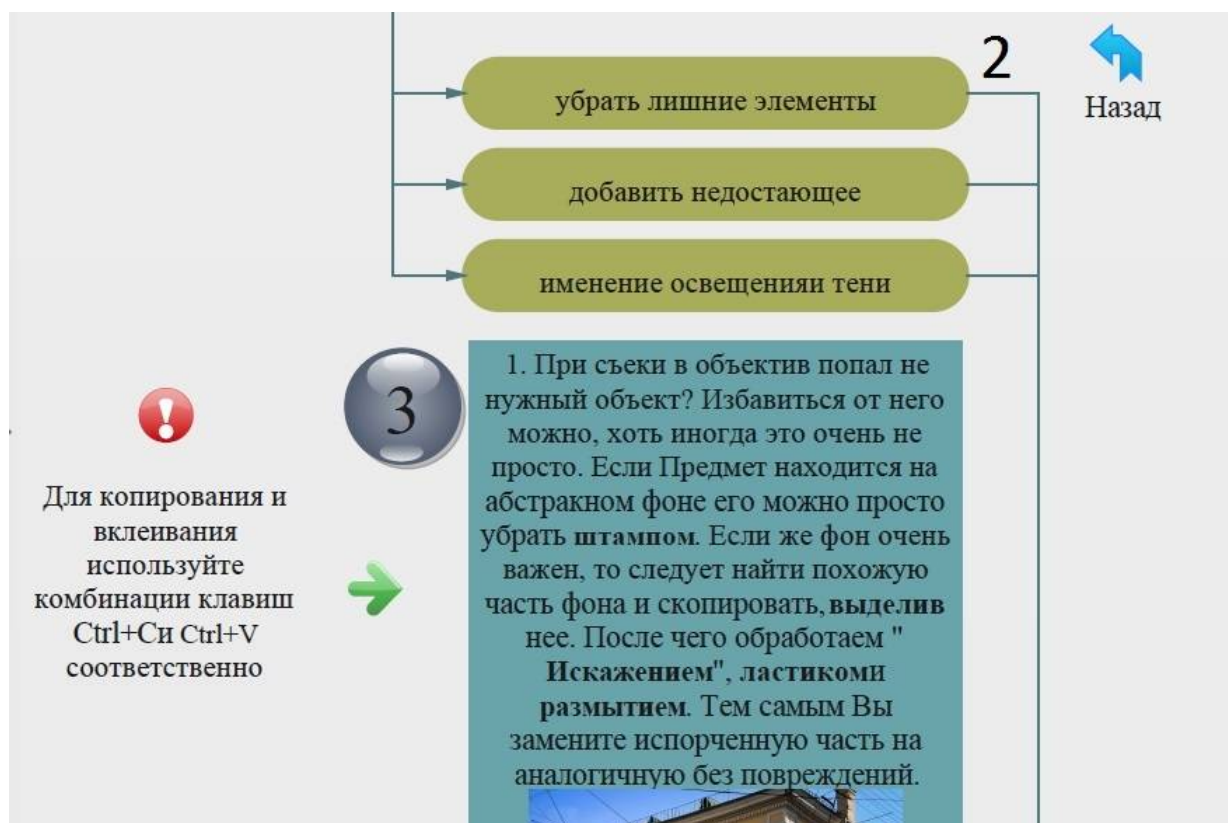 убрать лишние элементы
2
Назад
добавить недостающее
именение освещенияи тени
3
1. При съеки в объектив попал не
нужный объект? Избавиться от него
можно, хоть иногда это очень не
просто. Если Предмет находится на
абстракном фоне его можно просто
убрать штампом. Если же фон очень
важен, то следует найти похожую
часть фона и скопировать, выделив
нее. После чего обработаем "
Искажением", ластикоми
размытием. Тем самым Вы
замените испорченную часть на
аналогичную без повреждений.
Для копирования и
вклеивания
используйте
комбинации клавиш
Ctrl+Cи Ctrl+V
соответственно